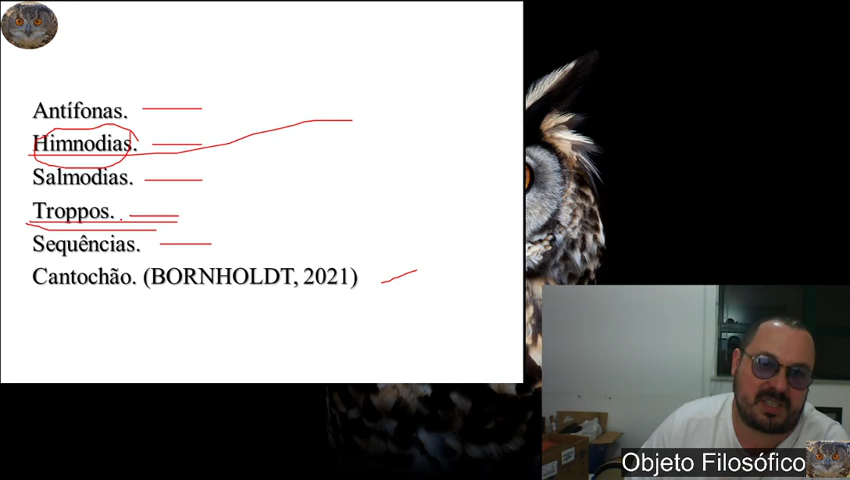 Antífonas.
Himnodias.
Salmodias.
Troppos. .
Sequências.
Cantochão. (BORNHOLDT, 2021)
Objeto Filosófico